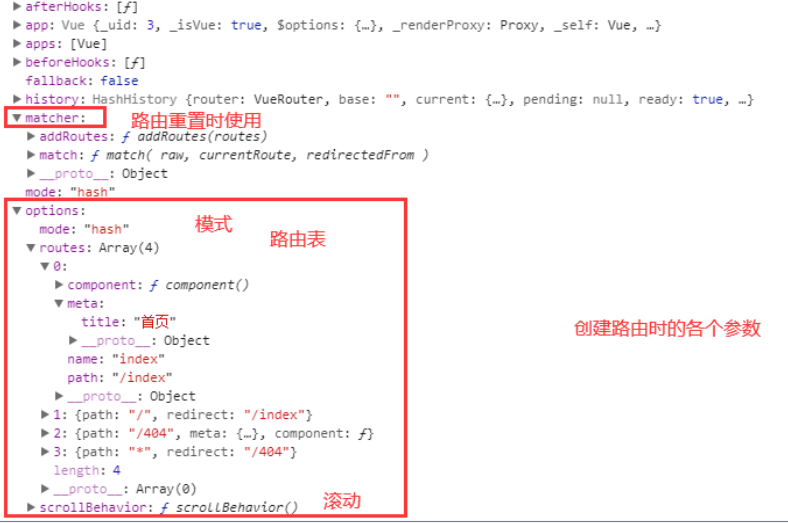 afterHooks: [ƒ]
app: Vue {_uid: 3, _isVue: true, $options: {…}, _renderProxy: Proxy, _self: Vue, …}
apps: [Vue]
beforeHooks: [ƒ]
fallback: false
history: HashHistory {router: VueRouter, base: "", current: {…}, pending: null, ready: true, …}
matcher: 路由重置时使用
addRoutes: ƒ addRoutes(routes)
match: ƒ match( raw, currentRoute, redirectedFrom )
__proto__: Object
mode: "hash"
options:
mode: "hash" 模式
routes: Array(4) 路由表
0:
component: ƒ component()
meta:
title: "首页"
创建路由时的各个参数
__proto__: Object
name: "index"
path: "/index"
__proto__: Object
1: {path: "/", redirect: "/index"}
2: {path: "/404", meta: {…}, component: ƒ}
3: {path: "*", redirect: "/404"}
length: 4
__proto__: Array(0)
scrollBehavior: ƒ scrollBehavior() 滚动